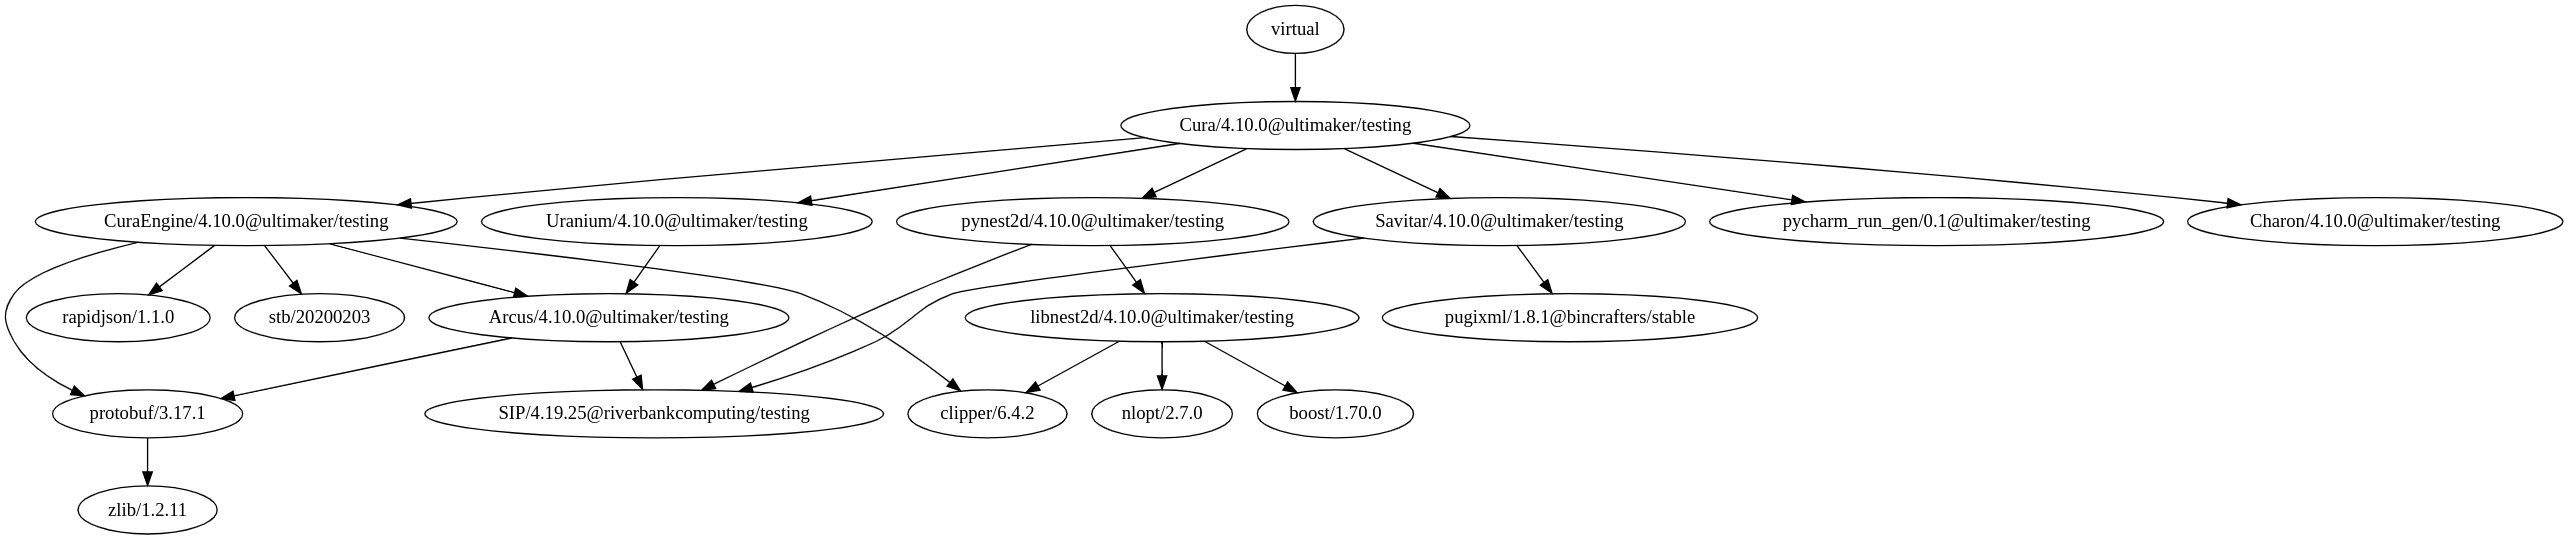 virtual
Cura/4.10.0@ultimaker/testing
CuraEngine/4.10.0@ultimaker/testing
Uranium/4.10.0@ultimaker/testing
pynest2d/4.10.0@ultimaker/testing
Savitar/4.10.0@ultimaker/testing
pycharm_run_gen/0.1@ultimaker/testing
Charon/4.10.0@ultimaker/testing
rapidjson/1.1.0
stb/20200203
Arcus/4.10.0@ultimaker/testing
libnest2d/4.10.0@ultimaker/testing
pugixml/1.8.1@bincrafters/stable
protobuf/3.17.1
SIP/4.19.25@riverbankcomputing/testing
clipper/6.4.2
nlopt/2.7.0
boost/1.70.0
zlib/1.2.11